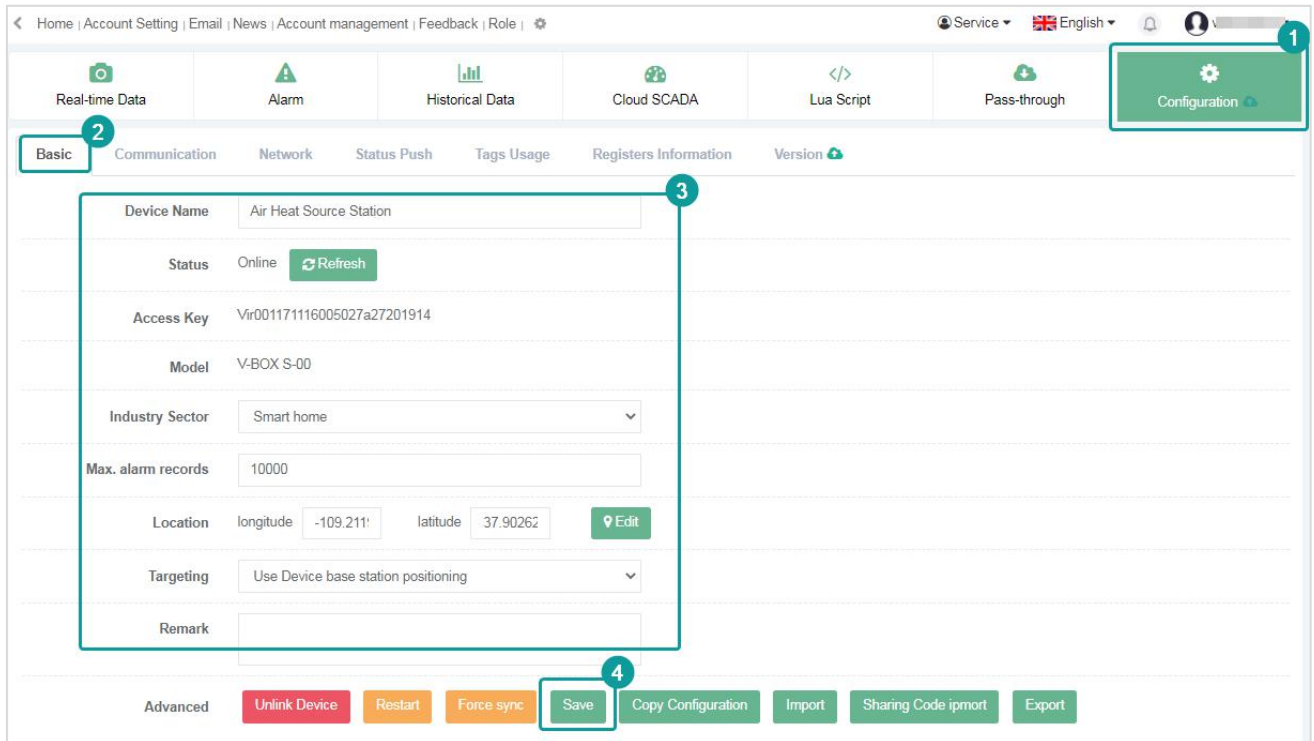 Home | Account Setting | Email | News | Account management | Feedback | Role |
Service English
1
Real-time Data Alarm Historical Data Cloud SCADA </> Lua Script Pass-through Configuration
2
Basic Communication Network Status Push Tags Usage Registers Information Version
3
Device Name Air Heat Source Station
Status Online Refresh
Access Key Vir001171116005027a27201914
Model V-BOX S-00
Industry Sector Smart home
Max. alarm records 10000
Location longitude -109.211 latitude 37.90262 Edit
Targeting Use Device base station positioning
Remark
4
Advanced Unlink Device Restart Force sync Save Copy Configuration Import Sharing Code ipmort Export